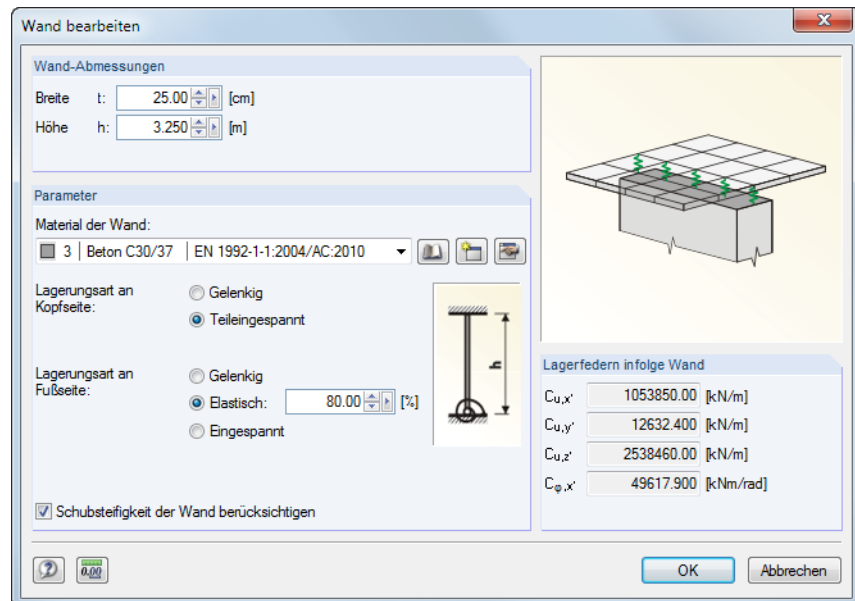 Wand bearbeiten
Wand-Abmessungen
Breite t: 25.00 [cm]
Höhe h: 3.250 [m]
Parameter
Material der Wand:
3 | Beton C30/37 | EN 1992-1-1:2004/AC:2010
Lagerungsart an
Kopfseite:
Gelenkig
Teileingespannt
Lagerungsart an
Fußseite:
Gelenkig
Elastisch: 80.00 [%]
Eingespannt
h
Schubsteifigkeit der Wand berücksichtigen
Lagerfedern infolge Wand
Cu,x' 1053850.00 [kN/m]
Cu,y' 12632.400 [kN/m]
Cu,z' 2538460.00 [kN/m]
Cφ,x' 49617.900 [kNm/rad]
0.00
OK
Abbrechen